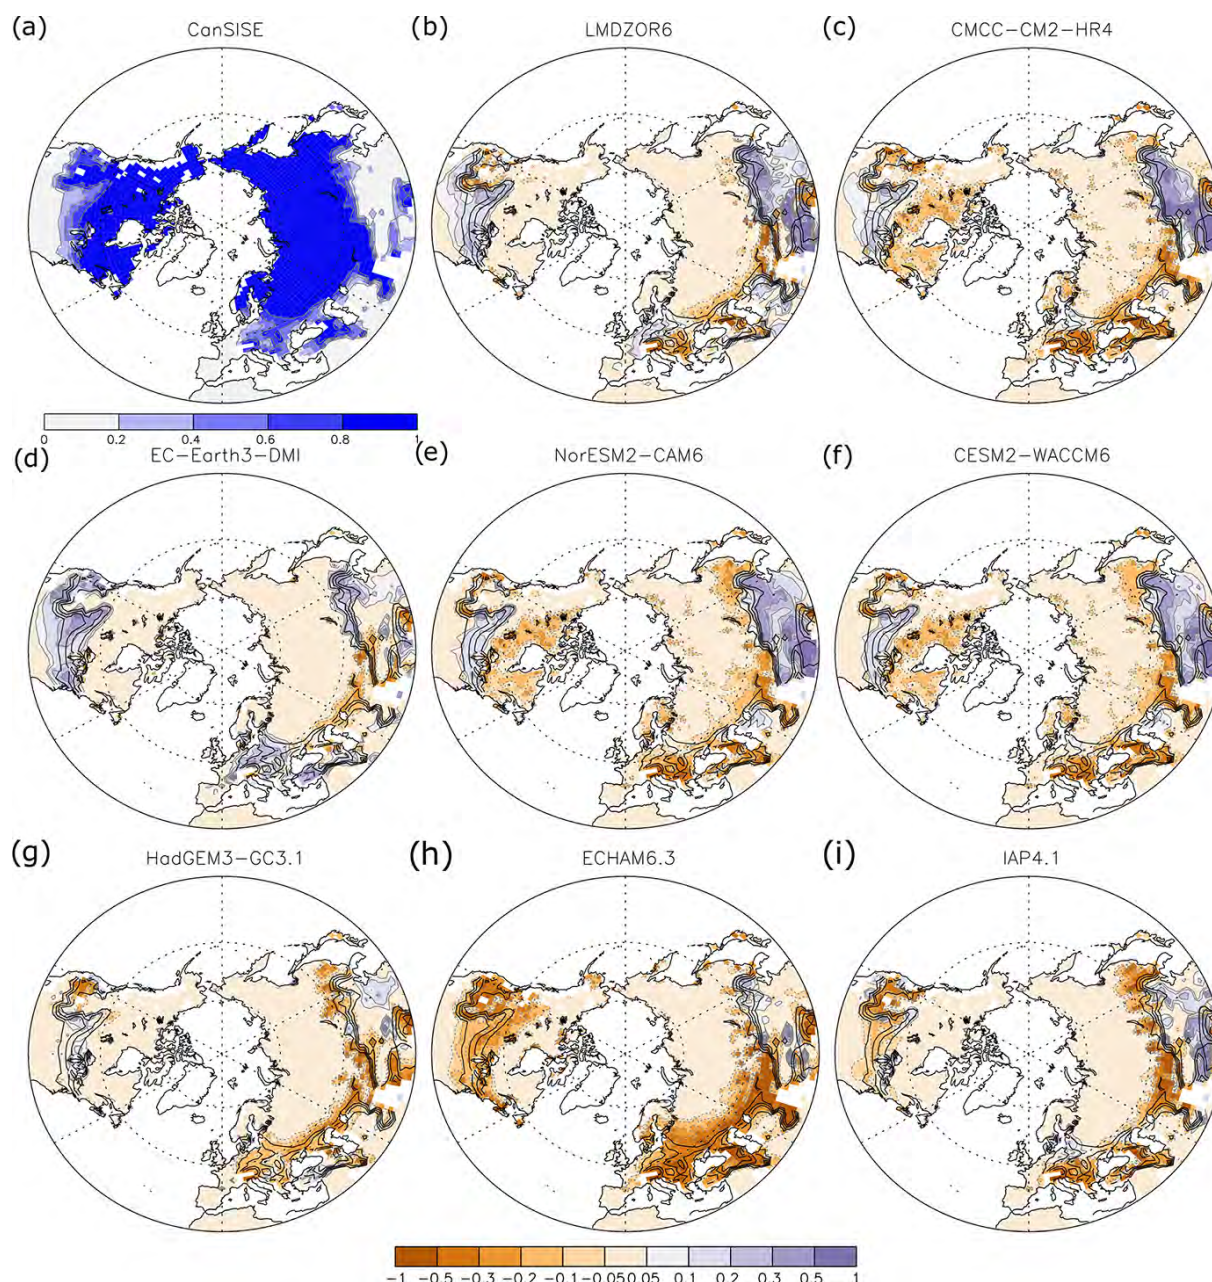 (a) CanSISE
(b) LMDZOR6
(c) CMCC-CM2-HR4
0 0.2 0.4 0.6 0.8 1
(d) EC-Earth3-DMI
(e) NorESM2-CAM6
(f) CESM2-WACCM6
(g) HadGEM3-GC3.1
(h) ECHAM6.3
(i) IAP4.1
-1 -0.5 -0.3 -0.2 -0.1 -0.05 0.05 0.1 0.2 0.3 0.5 1